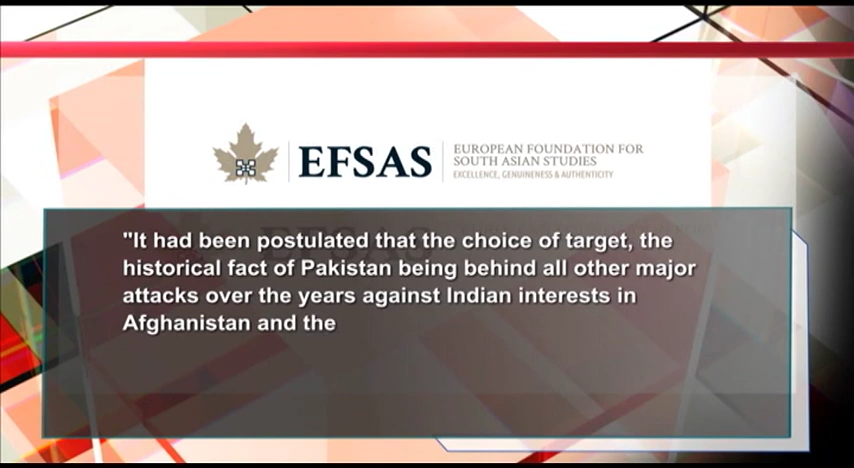 EFSAS
EUROPEAN FOUNDATION FOR
SOUTH ASIAN STUDIES
EXCELLENCE, GENUINENESS & AUTHENTICITY
"It had been postulated that the choice of target, the
historical fact of Pakistan being behind all other major
attacks over the years against Indian interests in
Afghanistan and the